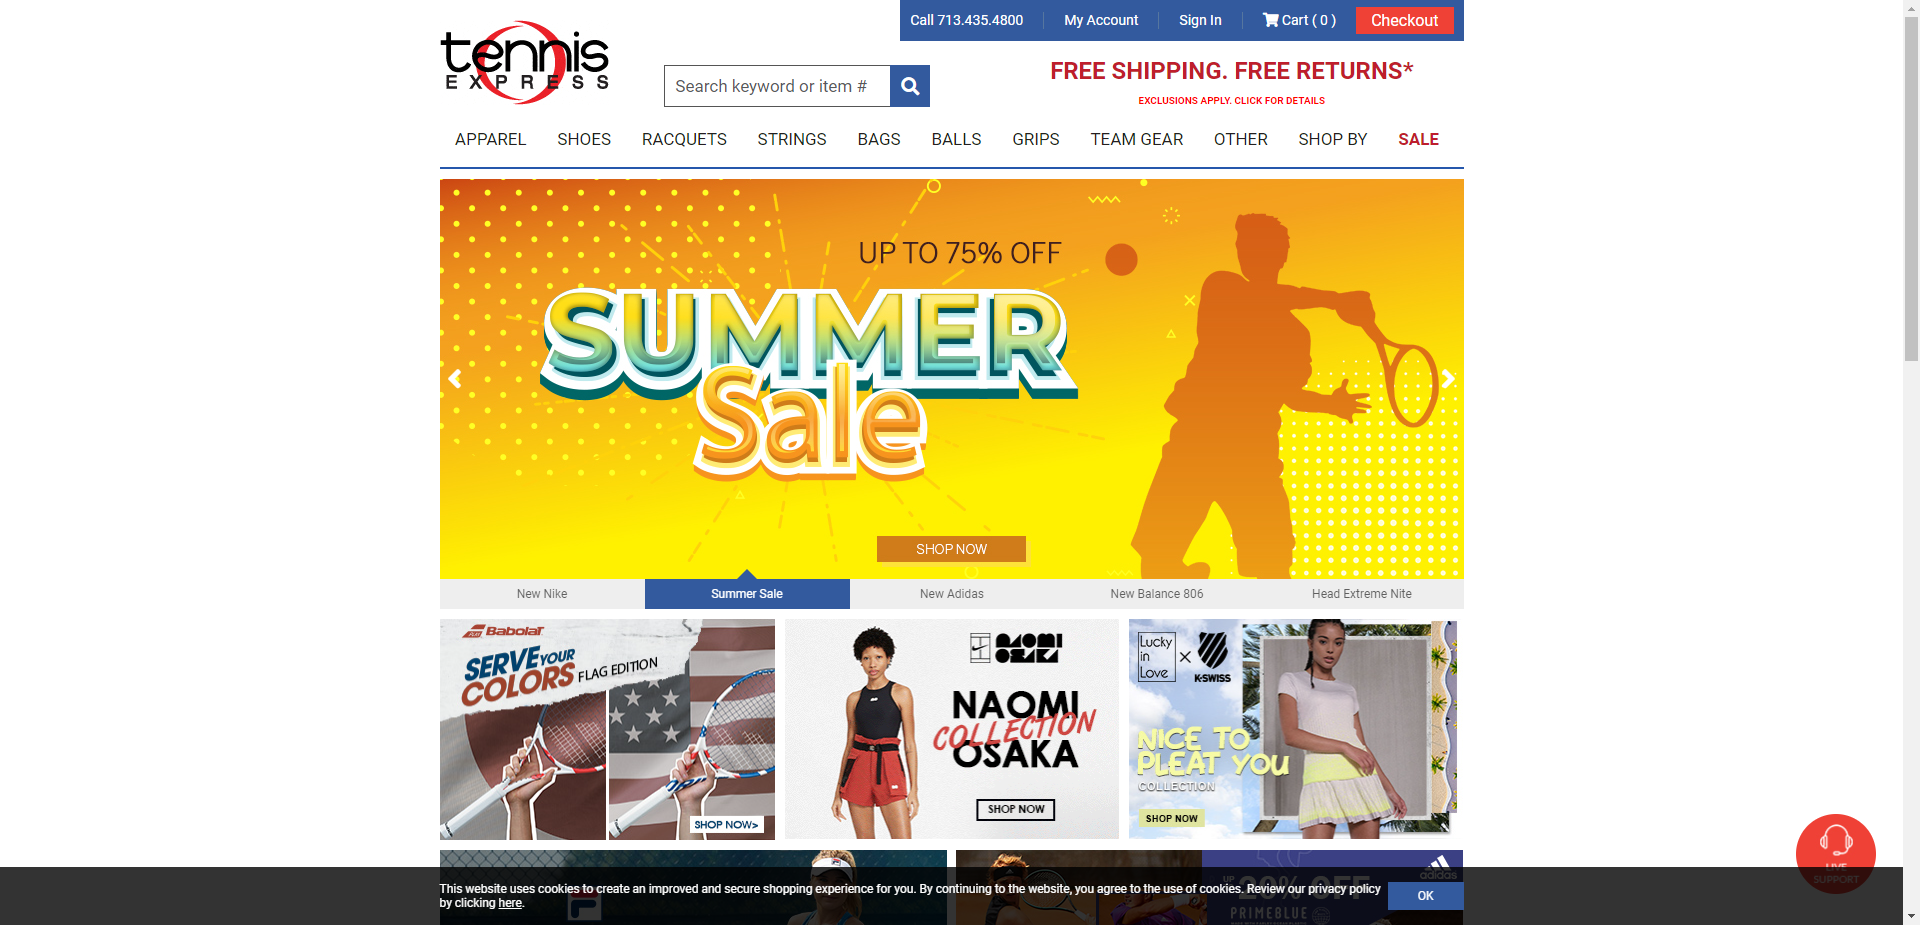 Call 713.435.4800
My Account
Sign In
Cart ( 0 )
Checkout
tennis
EXPRESS
Search keyword or item #
FREE SHIPPING. FREE RETURNS*
EXCLUSIONS APPLY. CLICK FOR DETAILS
APPAREL
SHOES
RACQUETS
STRINGS
BAGS
BALLS
GRIPS
TEAM GEAR
OTHER
SHOP BY
SALE
UP TO 75% OFF
SUMMER
Sale
SHOP NOW
New Nike
Summer Sale
New Adidas
New Balance 806
Head Extreme Nite
Babolat
SERVE YOUR
COLORS FLAG EDITION
SHOP NOW>
NAOMI
OSAKA
NAOMI
COLLECTION
OSAKA
SHOP NOW
Lucky
in
Love
X
K·SWISS
NICE TO
PLEAT YOU
COLLECTION
SHOP NOW
LIVE
SUPPORT
adidas
UP
20% OFF
PRIMEBLUE
This website uses cookies to create an improved and secure shopping experience for you. By continuing to the website, you agree to the use of cookies. Review our privacy policy
by clicking here.
OK